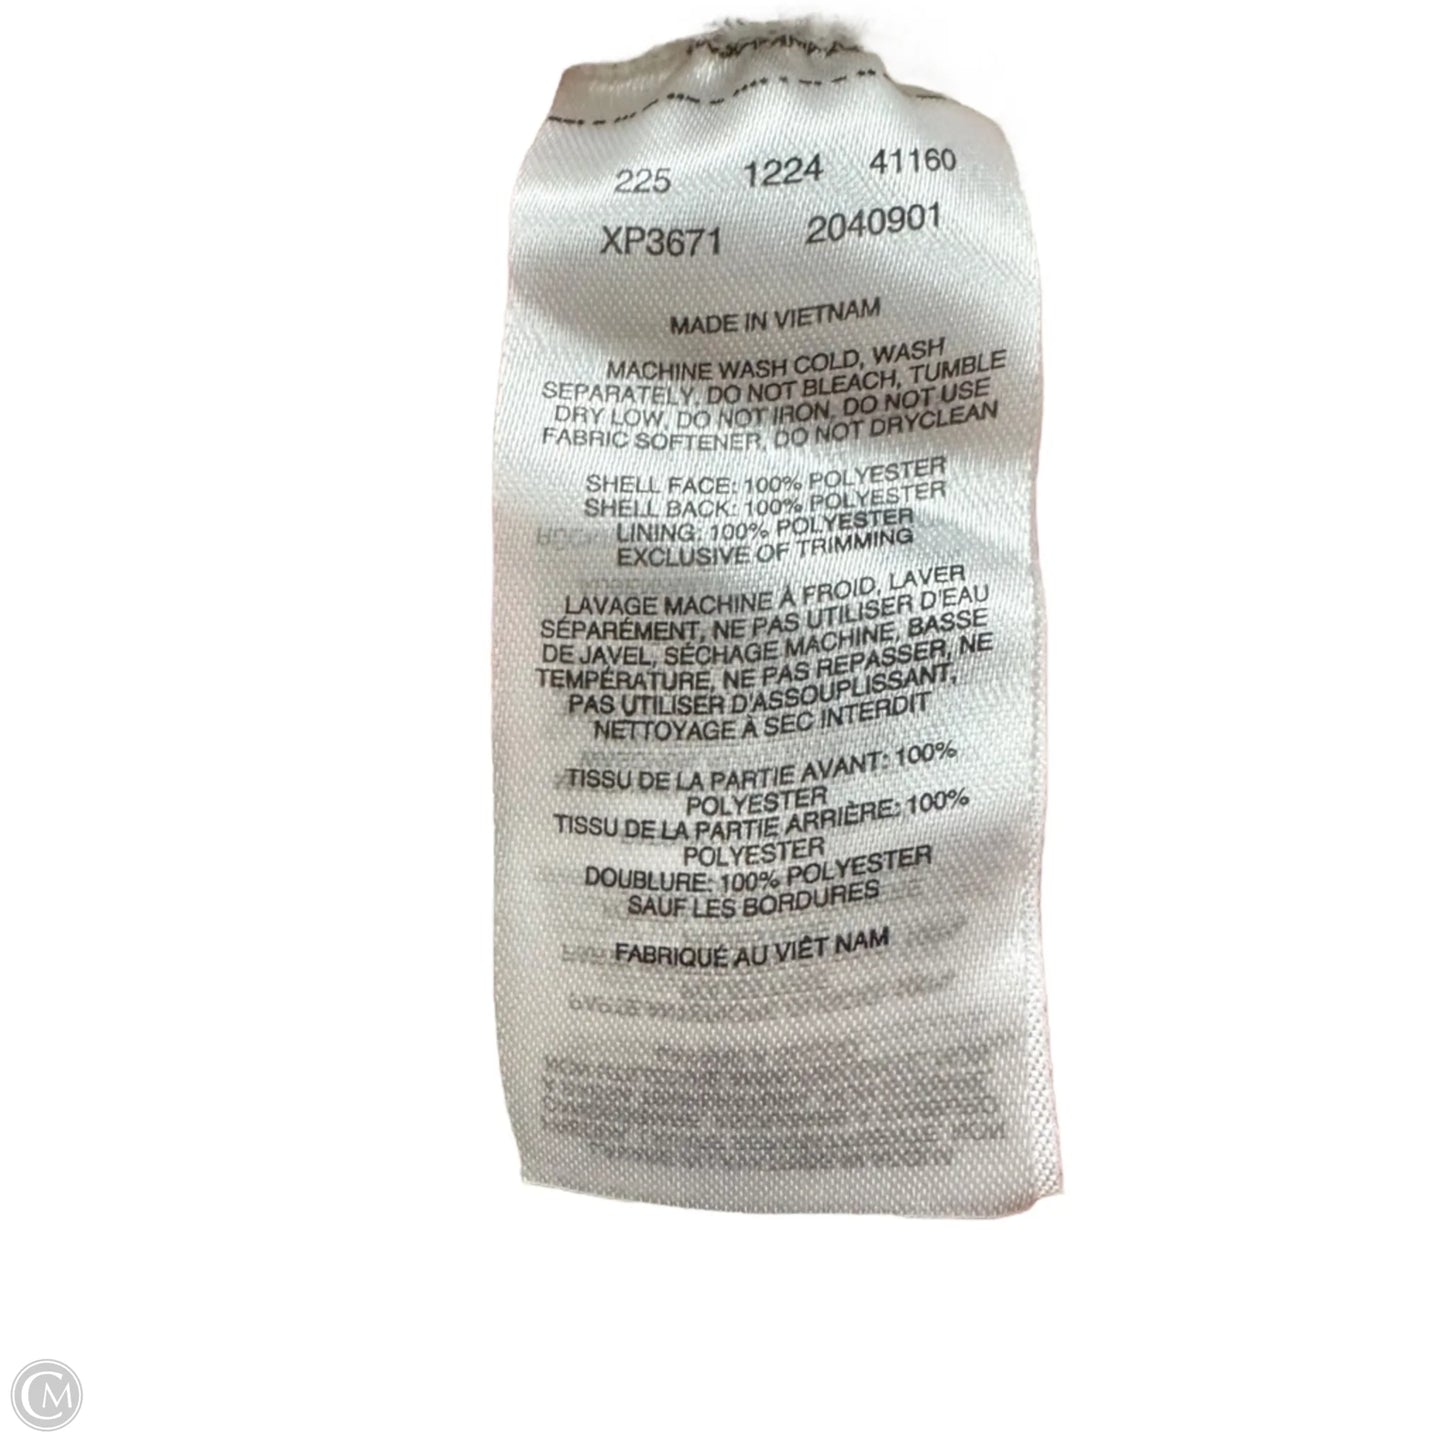 225 1224 41160
XP3671 2040901
MADE IN VIETNAM
MACHINE WASH COLD, WASH
SEPARATELY, DO NOT BLEACH, TUMBLE
DRY LOW, DO NOT IRON, DO NOT USE
FABRIC SOFTENER, DO NOT DRYCLEAN
SHELL FACE: 100% POLYESTER
SHELL BACK: 100% POLYESTER
LINING: 100% POLYESTER
EXCLUSIVE OF TRIMMING
LAVAGE MACHINE À FROID, LAVER
SÉPARÉMENT, NE PAS UTILISER D'EAU
DE JAVEL, SÉCHAGE MACHINE, BASSE
TEMPÉRATURE, NE PAS REPASSER, NE
PAS UTILISER D'ASSOUPLISSANT,
NETTOYAGE À SEC INTERDIT
TISSU DE LA PARTIE AVANT: 100%
POLYESTER
TISSU DE LA PARTIE ARRIÈRE: 100%
POLYESTER
DOUBLURE: 100% POLYESTER
SAUF LES BORDURES
FABRIQUÉ AU VIÊT NAM
CM